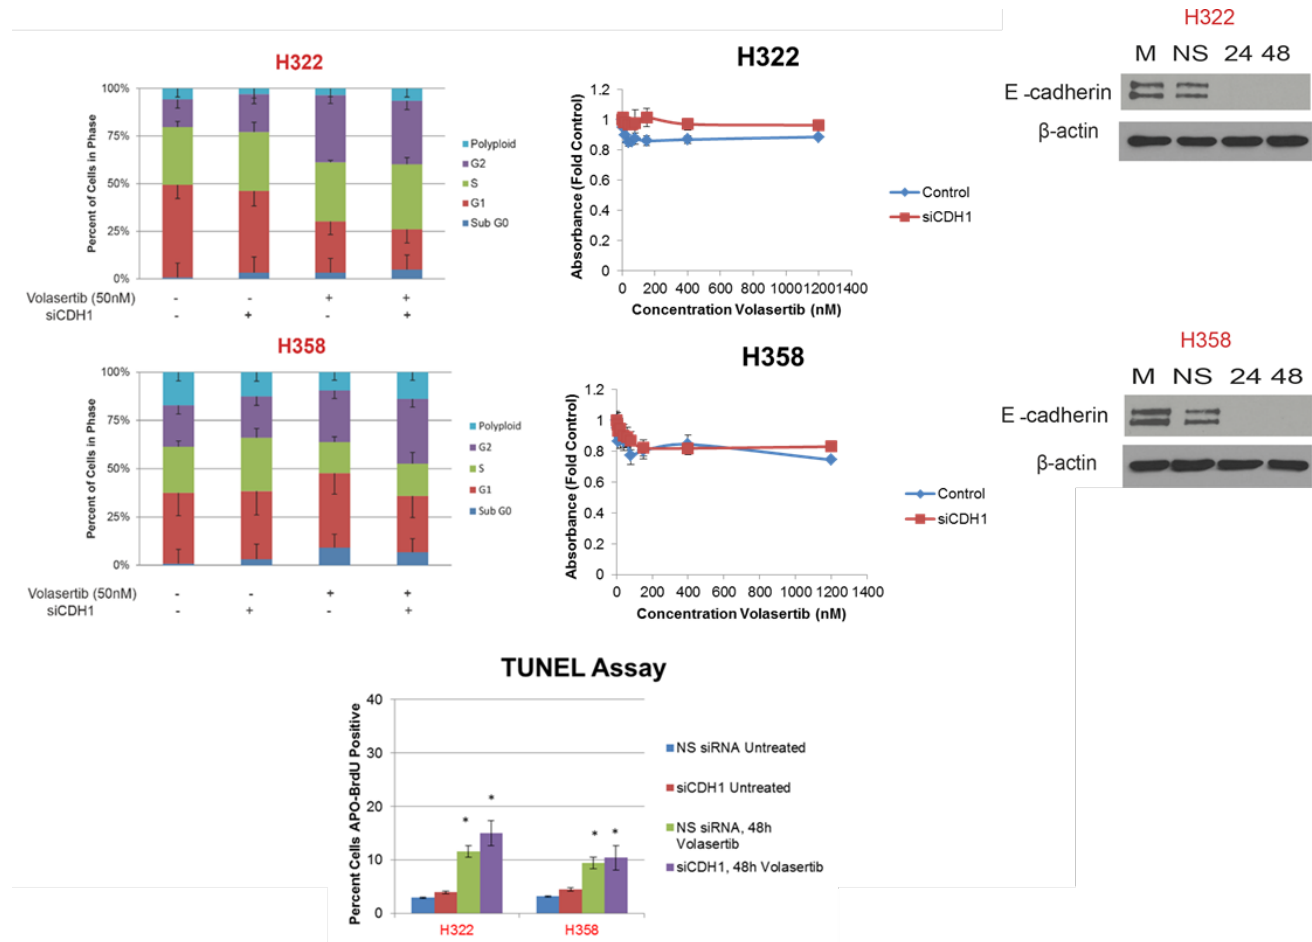 H322
100%
75%
50%
25%
0%
Percent of Cells in Phase
Polyploid
G2
S
G1
Sub G0
Volasertib (50nM) - - + +
siCDH1 - + - +
H322
1.2
1
0.8
0.6
0.4
0.2
0
Absorbance (Fold Control)
0 200 400 600 800 1000 1200 1400
Concentration Volasertib (nM)
Control
siCDH1
H322
M NS 24 48
E -cadherin
β-actin
H358
100%
75%
50%
25%
0%
Percent of Cells in Phase
Polyploid
G2
S
G1
Sub G0
Volasertib (50nM) - - + +
siCDH1 - + - +
H358
1.2
1
0.8
0.6
0.4
0.2
0
Absorbance (Fold Control)
0 200 400 600 800 1000 1200 1400
Concentration Volasertib (nM)
Control
siCDH1
H358
M NS 24 48
E -cadherin
β-actin
TUNEL Assay
40
30
20
10
0
Percent Cells APO-BrdU Positive
* * * *
H322 H358
NS siRNA Untreated
siCDH1 Untreated
NS siRNA, 48h
Volasertib
siCDH1, 48h Volasertib